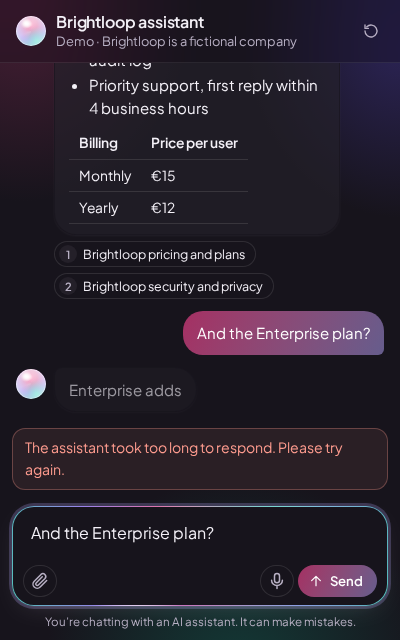 Brightloop assistant
Demo · Brightloop is a fictional company
audit log
• Priority support, first reply within
4 business hours
Billing Price per user
Monthly €15
Yearly €12
1 Brightloop pricing and plans
2 Brightloop security and privacy
And the Enterprise plan?
Enterprise adds
The assistant took too long to respond. Please try
again.
And the Enterprise plan?
Send
You're chatting with an AI assistant. It can make mistakes.